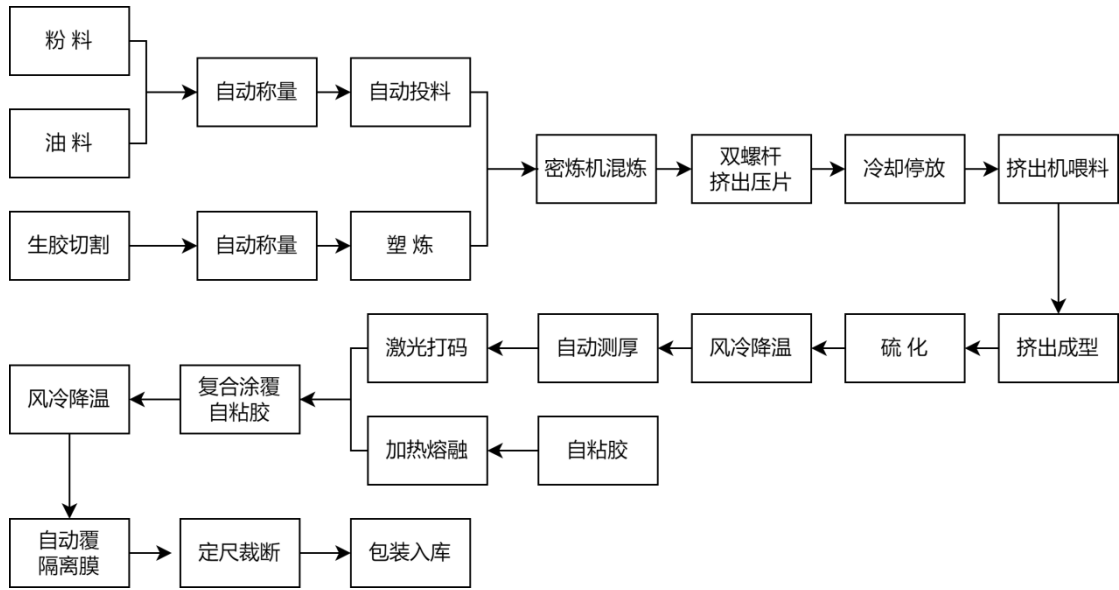 粉 料
油 料
自动称量
自动投料
生胶切割
自动称量
塑 炼
密炼机混炼
双螺杆
挤出压片
冷却停放
挤出机喂料
挤出成型
硫 化
风冷降温
自动测厚
激光打码
自粘胶
加热熔融
复合涂覆
自粘胶
风冷降温
自动覆
隔离膜
定尺裁断
包装入库